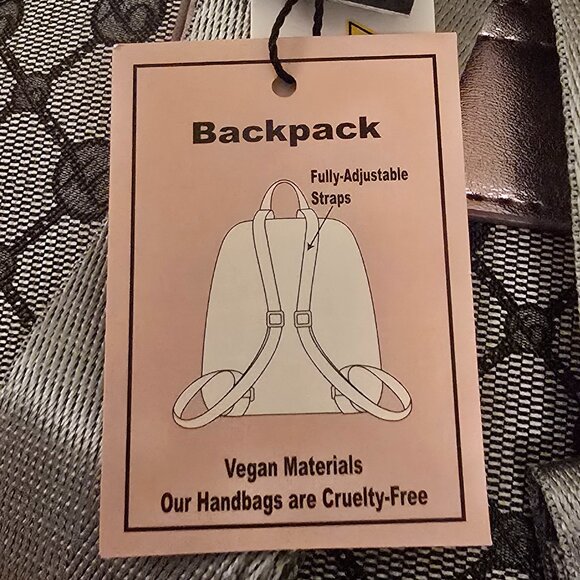 Backpack
Fully-Adjustable
Straps
Vegan Materials
Our Handbags are Cruelty-Free